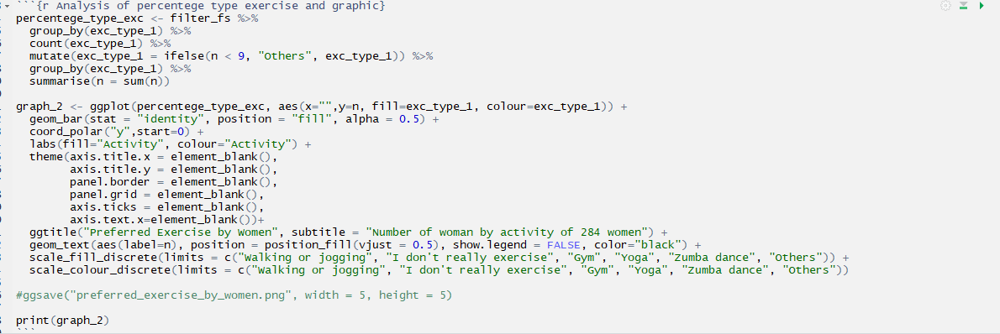 ```{r Analysis of percentege type exercise and graphic}
percentege_type_exc <- filter_fs %>%
  group_by(exc_type_1) %>%
  count(exc_type_1) %>%
  mutate(exc_type_1 = ifelse(n < 9, "Others", exc_type_1)) %>%
  group_by(exc_type_1) %>%
  summarise(n = sum(n))

graph_2 <- ggplot(percentege_type_exc, aes(x="",y=n, fill=exc_type_1, colour=exc_type_1)) +
  geom_bar(stat = "identity", position = "fill", alpha = 0.5) +
  coord_polar("y",start=0) +
  labs(fill="Activity", colour="Activity") +
  theme(axis.title.x = element_blank(),
        axis.title.y = element_blank(),
        panel.border = element_blank(),
        panel.grid = element_blank(),
        axis.ticks = element_blank(),
        axis.text.x=element_blank())+
  ggtitle("Preferred Exercise by Women", subtitle = "Number of woman by activity of 284 women") +
  geom_text(aes(label=n), position = position_fill(vjust = 0.5), show.legend = FALSE, color="black") +
  scale_fill_discrete(limits = c("Walking or jogging", "I don't really exercise", "Gym", "Yoga", "Zumba dance", "Others")) +
  scale_colour_discrete(limits = c("Walking or jogging", "I don't really exercise", "Gym", "Yoga", "Zumba dance", "Others"))

#ggsave("preferred_exercise_by_women.png", width = 5, height = 5)

print(graph_2)
```